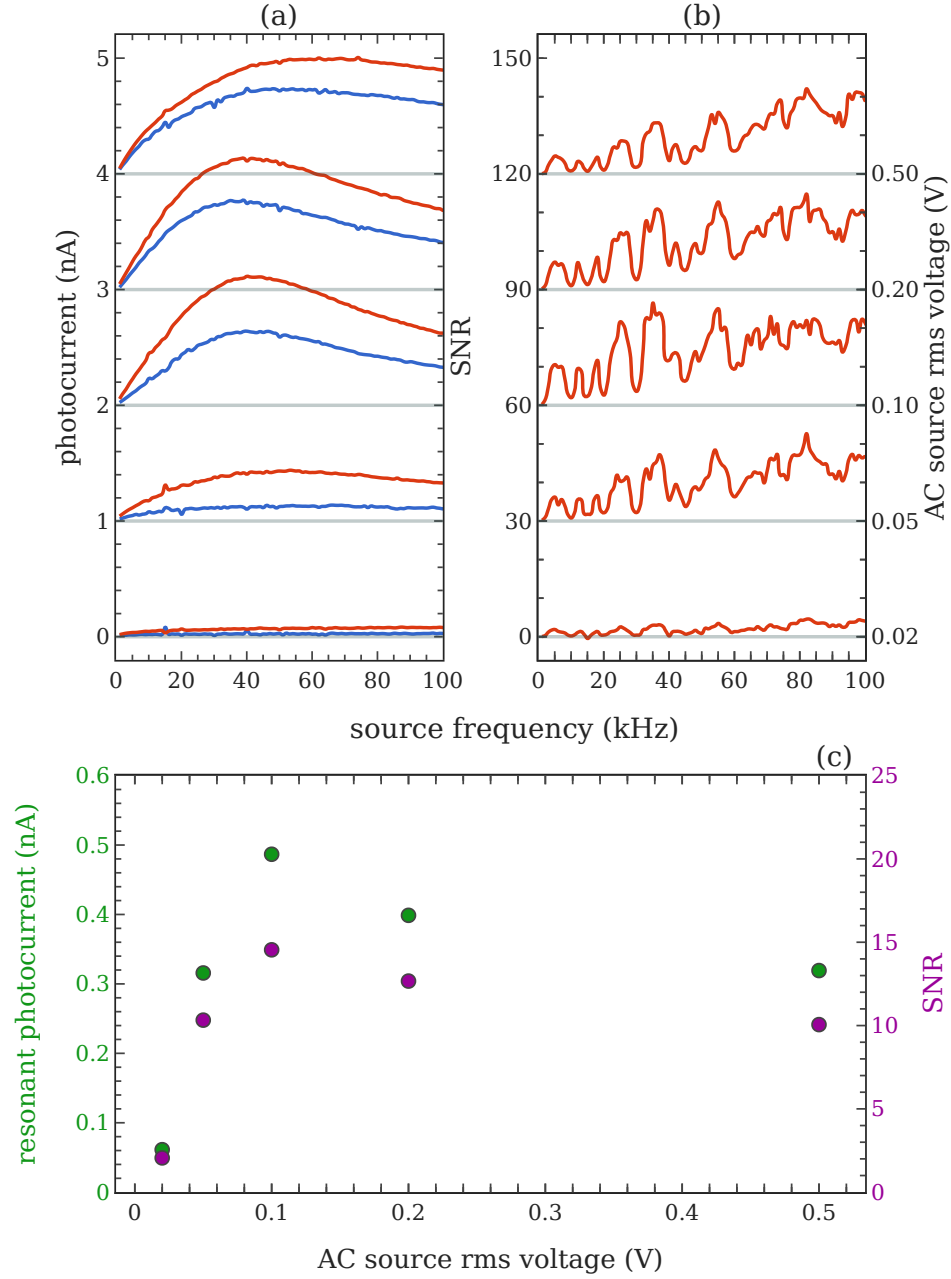 (a)
(b)
photocurrent (nA)
5
4
3
2
1
0
0 20 40 60 80 100
SNR
150
120
90
60
30
0
0 20 40 60 80 100
0.50
0.20
0.10
0.05
0.02
AC source rms voltage (V)
source frequency (kHz)
(c)
resonant photocurrent (nA)
0.6
0.5
0.4
0.3
0.2
0.1
0
25
20
15
10
5
0
SNR
0 0.1 0.2 0.3 0.4 0.5
AC source rms voltage (V)